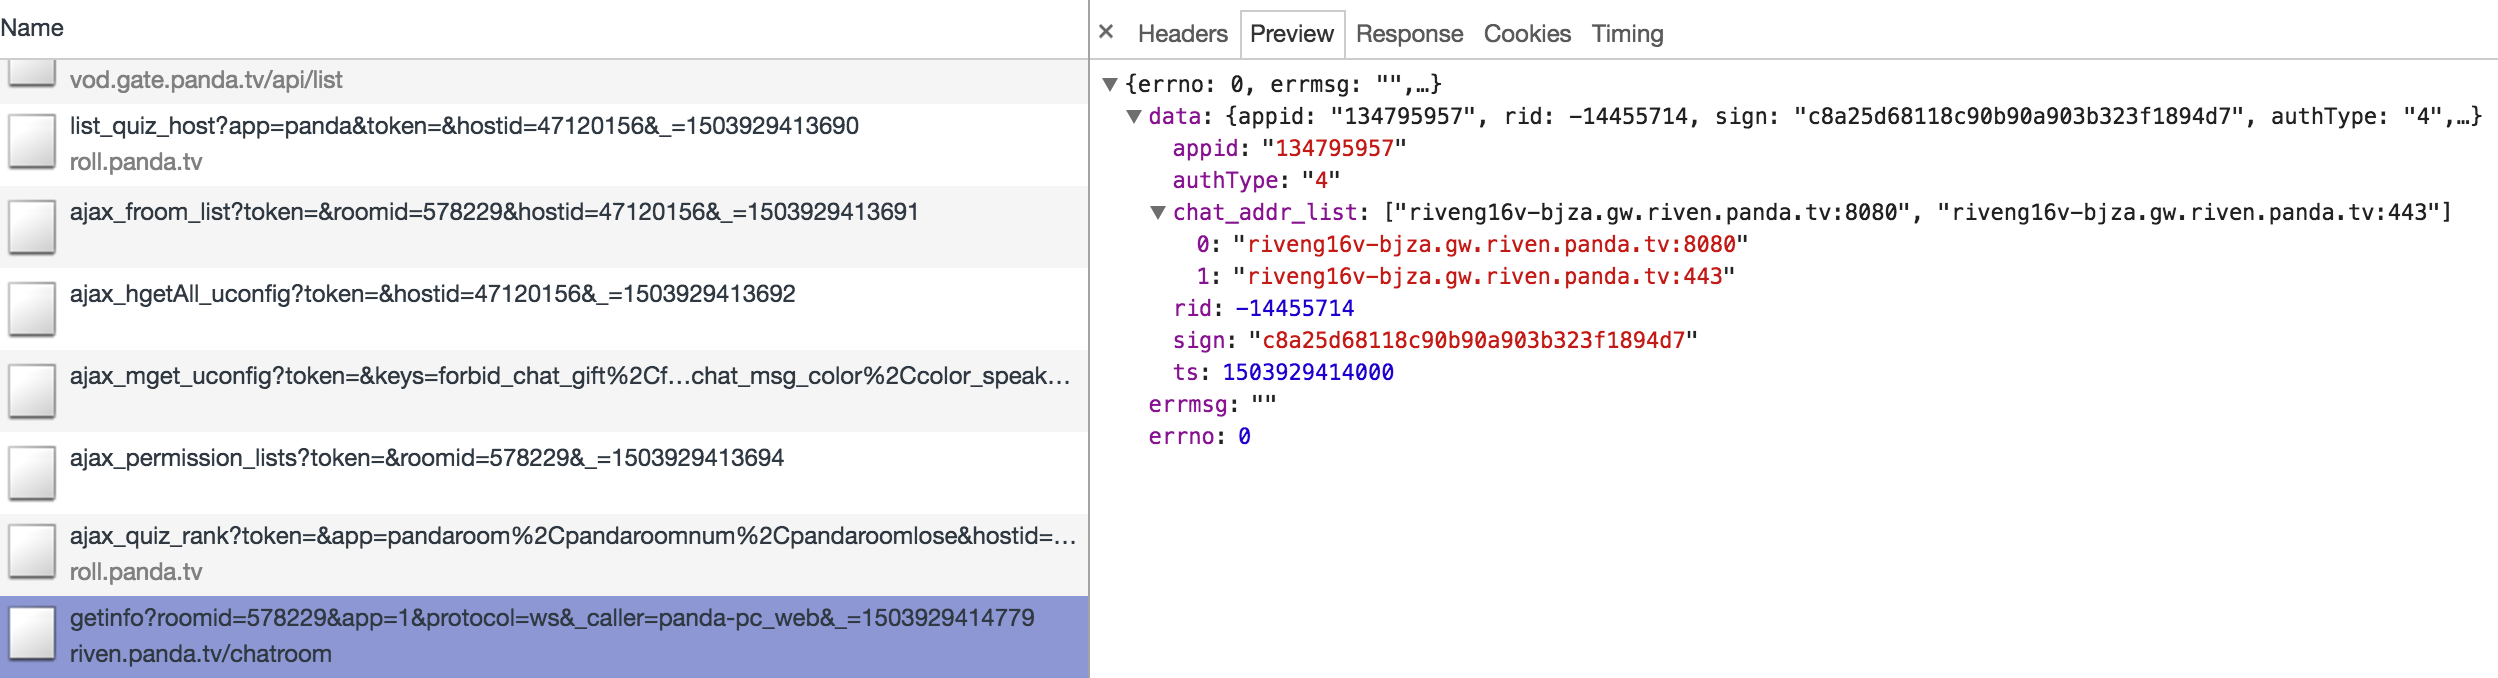 Name
vod.gate.panda.tv/api/list
list_quiz_host?app=panda&token=&hostid=47120156&_=1503929413690
roll.panda.tv
ajax_froom_list?token=&roomid=578229&hostid=47120156&_=1503929413691
ajax_hgetAll_uconfig?token=&hostid=47120156&_=1503929413692
ajax_mget_uconfig?token=&keys=forbid_chat_gift%2Cf…chat_msg_color%2Ccolor_speak…
ajax_permission_lists?token=&roomid=578229&_=1503929413694
ajax_quiz_rank?token=&app=pandaroom%2Cpandaroomnum%2Cpandaroomlose&hostid=…
roll.panda.tv
getinfo?roomid=578229&app=1&protocol=ws&_caller=panda-pc_web&_=1503929414779
riven.panda.tv/chatroom
× Headers Preview Response Cookies Timing
▼{errno: 0, errmsg: "",…}
▼data: {appid: "134795957", rid: -14455714, sign: "c8a25d68118c90b90a903b323f1894d7", authType: "4",…}
appid: "134795957"
authType: "4"
▼chat_addr_list: ["riveng16v-bjza.gw.riven.panda.tv:8080", "riveng16v-bjza.gw.riven.panda.tv:443"]
0: "riveng16v-bjza.gw.riven.panda.tv:8080"
1: "riveng16v-bjza.gw.riven.panda.tv:443"
rid: -14455714
sign: "c8a25d68118c90b90a903b323f1894d7"
ts: 1503929414000
errmsg: ""
errno: 0